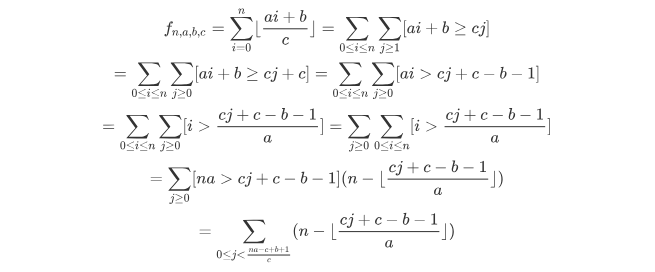 $f_{n,a,b,c} = \sum_{i=0}^{n} \lfloor \frac{ai+b}{c} \rfloor = \sum_{0 \le i \le n} \sum_{j \ge 1} [ai + b \ge cj]$
$= \sum_{0 \le i \le n} \sum_{j \ge 0} [ai + b \ge cj + c] = \sum_{0 \le i \le n} \sum_{j \ge 0} [ai > cj + c - b - 1]$
$= \sum_{0 \le i \le n} \sum_{j \ge 0} [i > \frac{cj+c-b-1}{a}] = \sum_{j \ge 0} \sum_{0 \le i \le n} [i > \frac{cj+c-b-1}{a}]$
$= \sum_{j \ge 0} [na > cj + c - b - 1] (n - \lfloor \frac{cj+c-b-1}{a} \rfloor)$
$= \sum_{0 \le j < \frac{na-c+b+1}{c}} (n - \lfloor \frac{cj+c-b-1}{a} \rfloor)$